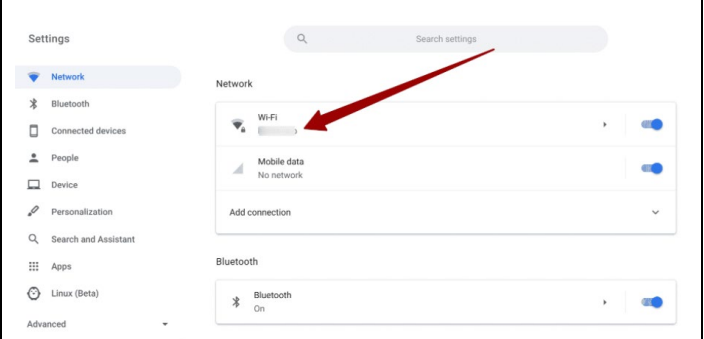 Settings
Search settings
Network
Bluetooth
Connected devices
People
Device
Personalization
Search and Assistant
Apps
Linux (Beta)
Advanced
Network
Wi-Fi
Mobile data
No network
Add connection
Bluetooth
Bluetooth
On